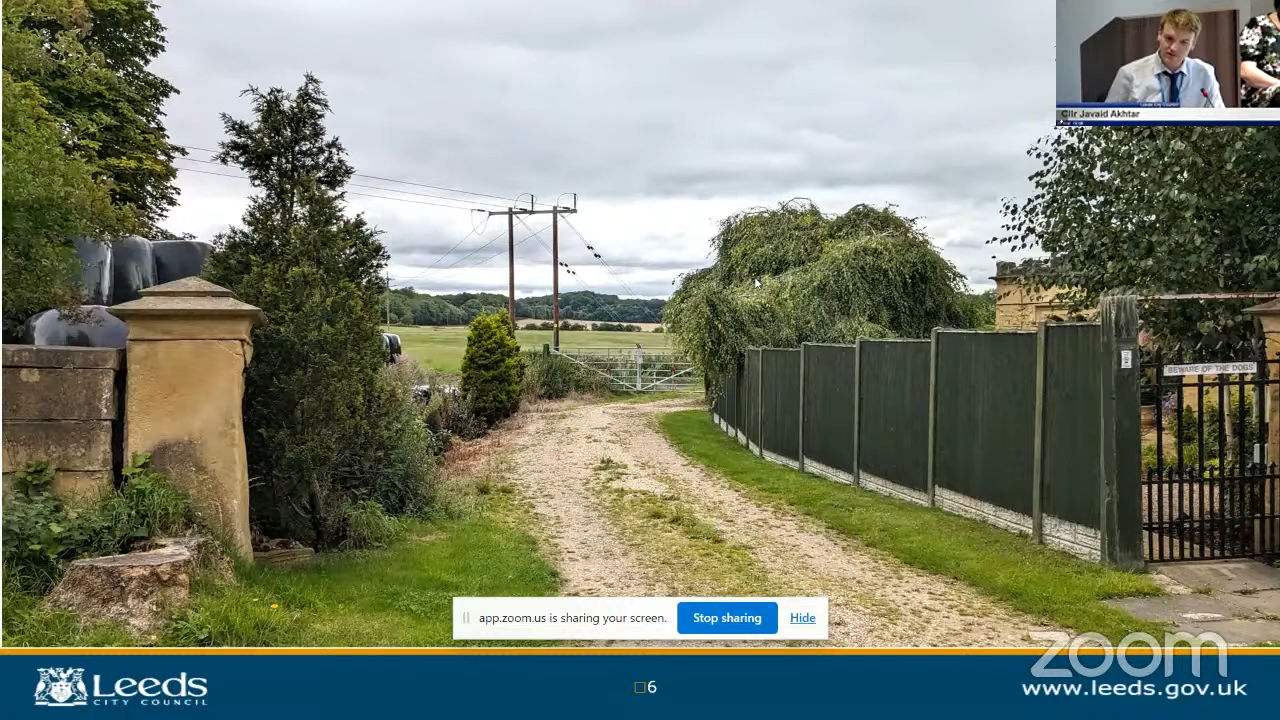 Cllr Javaid Akhtar
BEWARE OF THE DOGS
app.zoom.us is sharing your screen.
Stop sharing
Hide
zoom
Leeds
CITY COUNCIL
□6
www.leeds.gov.uk